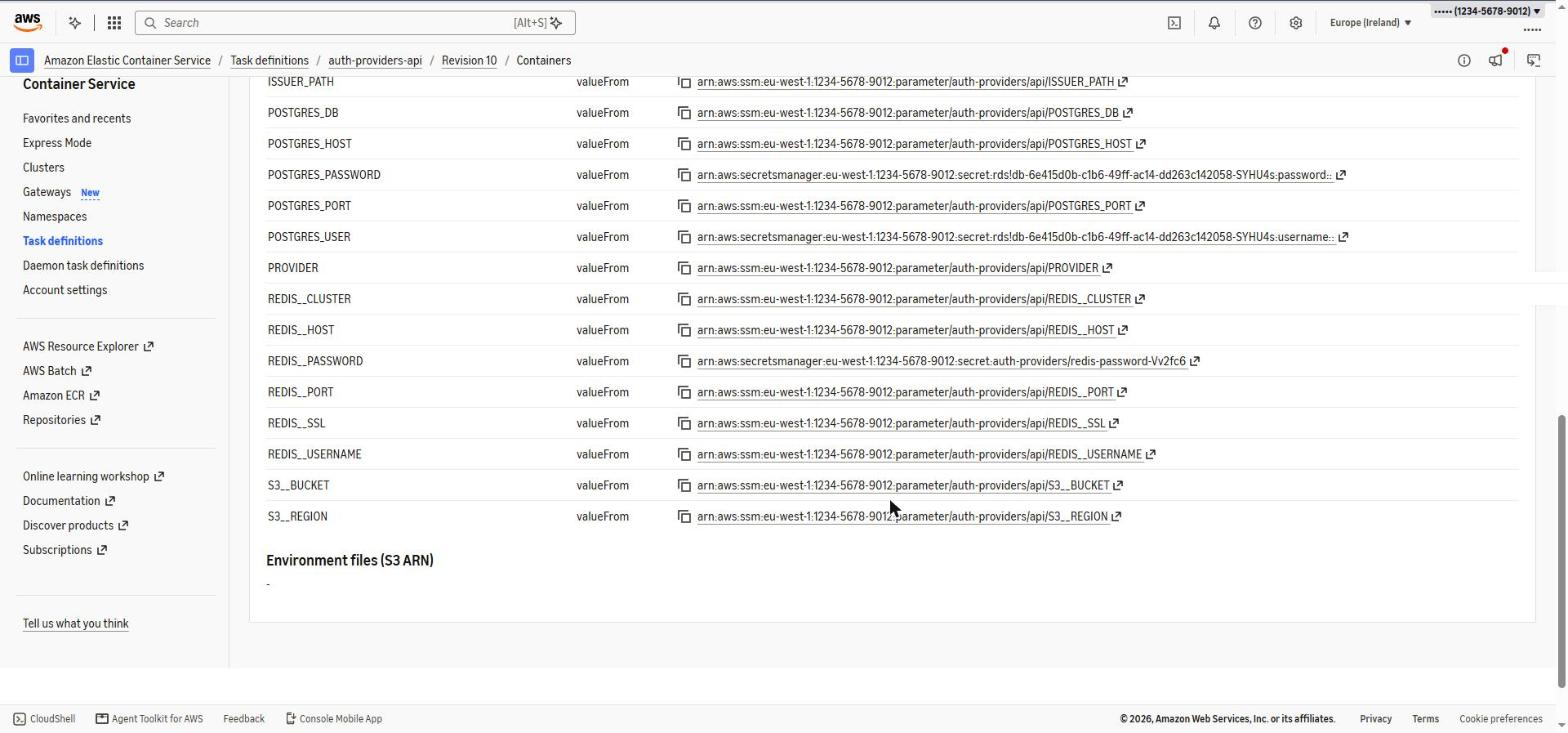 aws
Search [Alt+S]
Europe (Ireland) ▼
••••• (1234-5678-9012) ▼
•••••
Amazon Elastic Container Service / Task definitions / auth-providers-api / Revision 10 / Containers
Container Service
Favorites and recents
Express Mode
Clusters
Gateways New
Namespaces
Task definitions
Daemon task definitions
Account settings
AWS Resource Explorer
AWS Batch
Amazon ECR
Repositories
Online learning workshop
Documentation
Discover products
Subscriptions
Tell us what you think
ISSUER_PATH valueFrom arn:aws:ssm:eu-west-1:1234-5678-9012:parameter/auth-providers/api/ISSUER_PATH
POSTGRES_DB valueFrom arn:aws:ssm:eu-west-1:1234-5678-9012:parameter/auth-providers/api/POSTGRES_DB
POSTGRES_HOST valueFrom arn:aws:ssm:eu-west-1:1234-5678-9012:parameter/auth-providers/api/POSTGRES_HOST
POSTGRES_PASSWORD valueFrom arn:aws:secretsmanager:eu-west-1:1234-5678-9012:secret:rds!db-6e415d0b-c1b6-49ff-ac14-dd263c142058-SYHU4s:password::
POSTGRES_PORT valueFrom arn:aws:ssm:eu-west-1:1234-5678-9012:parameter/auth-providers/api/POSTGRES_PORT
POSTGRES_USER valueFrom arn:aws:secretsmanager:eu-west-1:1234-5678-9012:secret:rds!db-6e415d0b-c1b6-49ff-ac14-dd263c142058-SYHU4s:username::
PROVIDER valueFrom arn:aws:ssm:eu-west-1:1234-5678-9012:parameter/auth-providers/api/PROVIDER
REDIS__CLUSTER valueFrom arn:aws:ssm:eu-west-1:1234-5678-9012:parameter/auth-providers/api/REDIS__CLUSTER
REDIS__HOST valueFrom arn:aws:ssm:eu-west-1:1234-5678-9012:parameter/auth-providers/api/REDIS__HOST
REDIS__PASSWORD valueFrom arn:aws:secretsmanager:eu-west-1:1234-5678-9012:secret:auth-providers/redis-password-Vv2fc6
REDIS__PORT valueFrom arn:aws:ssm:eu-west-1:1234-5678-9012:parameter/auth-providers/api/REDIS__PORT
REDIS__SSL valueFrom arn:aws:ssm:eu-west-1:1234-5678-9012:parameter/auth-providers/api/REDIS__SSL
REDIS__USERNAME valueFrom arn:aws:ssm:eu-west-1:1234-5678-9012:parameter/auth-providers/api/REDIS__USERNAME
S3__BUCKET valueFrom arn:aws:ssm:eu-west-1:1234-5678-9012:parameter/auth-providers/api/S3__BUCKET
S3__REGION valueFrom arn:aws:ssm:eu-west-1:1234-5678-9012:parameter/auth-providers/api/S3__REGION
Environment files (S3 ARN)
-
CloudShell Agent Toolkit for AWS Feedback Console Mobile App © 2026, Amazon Web Services, Inc. or its affiliates. Privacy Terms Cookie preferences